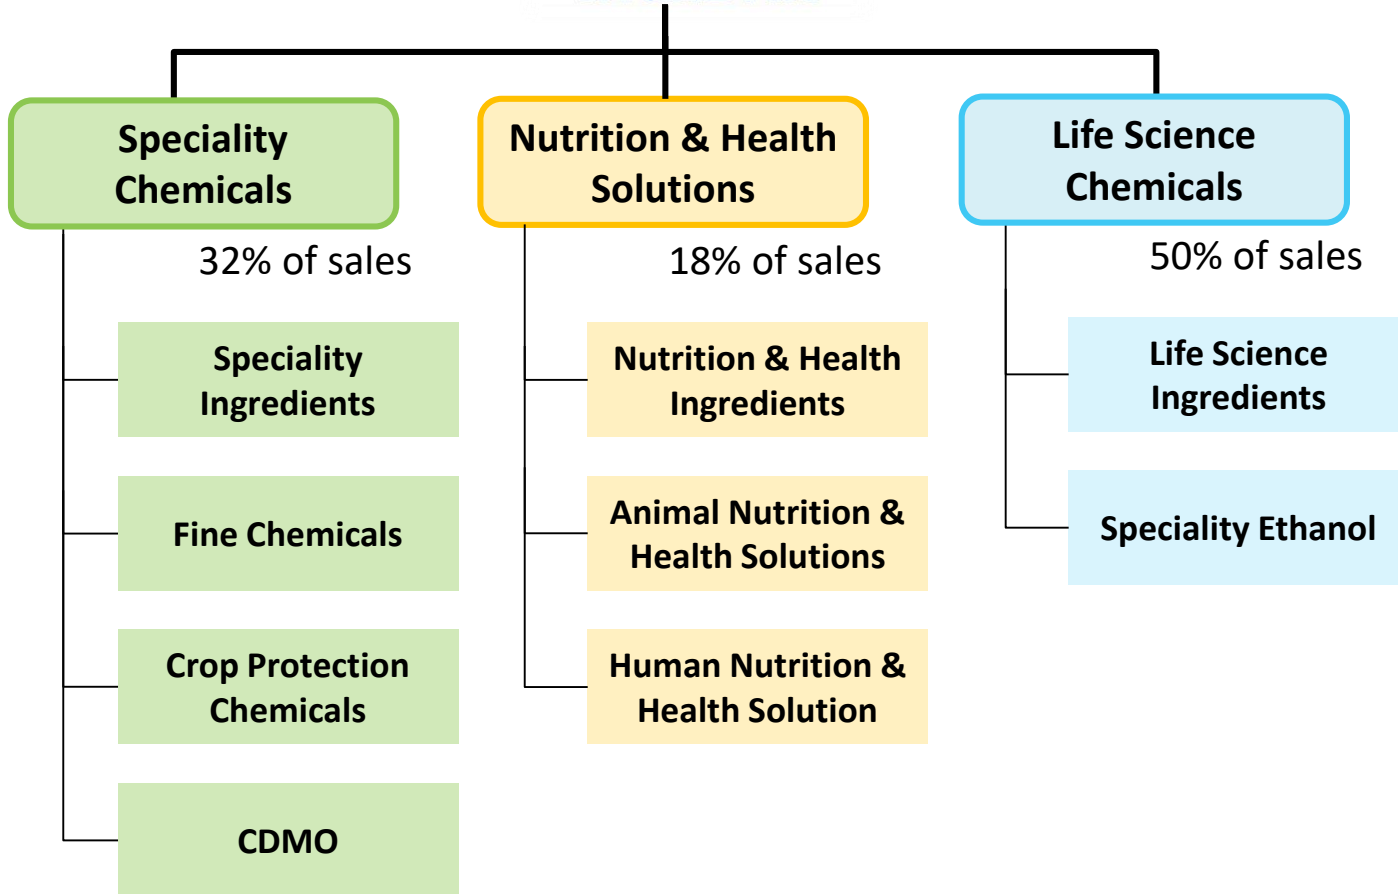 Speciality
Chemicals
32% of sales
Speciality
Ingredients
Fine Chemicals
Crop Protection
Chemicals
CDMO
Nutrition & Health
Solutions
18% of sales
Nutrition & Health
Ingredients
Animal Nutrition &
Health Solutions
Human Nutrition &
Health Solution
Life Science
Chemicals
50% of sales
Life Science
Ingredients
Speciality Ethanol